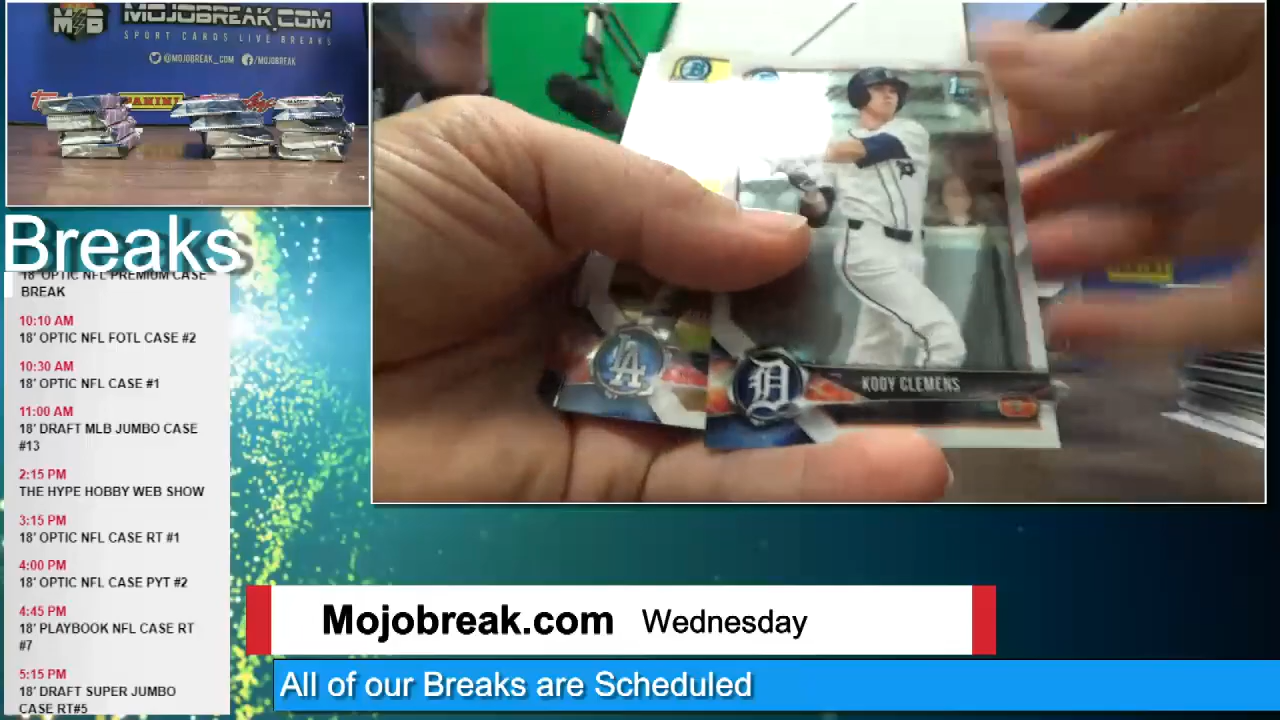 MOJOBREAK.COM
SPORT CARDS LIVE BREAKS
@MOJOBREAK_COM /MOJOBREAK
PANINI
Breaks
18' OPTIC NFL PREMIUM CASE
BREAK
10:10 AM
18' OPTIC NFL FOTL CASE #2
10:30 AM
18' OPTIC NFL CASE #1
11:00 AM
18' DRAFT MLB JUMBO CASE
#13
2:15 PM
THE HYPE HOBBY WEB SHOW
3:15 PM
18' OPTIC NFL CASE RT #1
4:00 PM
18' OPTIC NFL CASE PYT #2
4:45 PM
18' PLAYBOOK NFL CASE RT
#7
5:15 PM
18' DRAFT SUPER JUMBO
CASE RT#5
LA
D
KODY CLEMENS
Mojobreak.com Wednesday
All of our Breaks are Scheduled